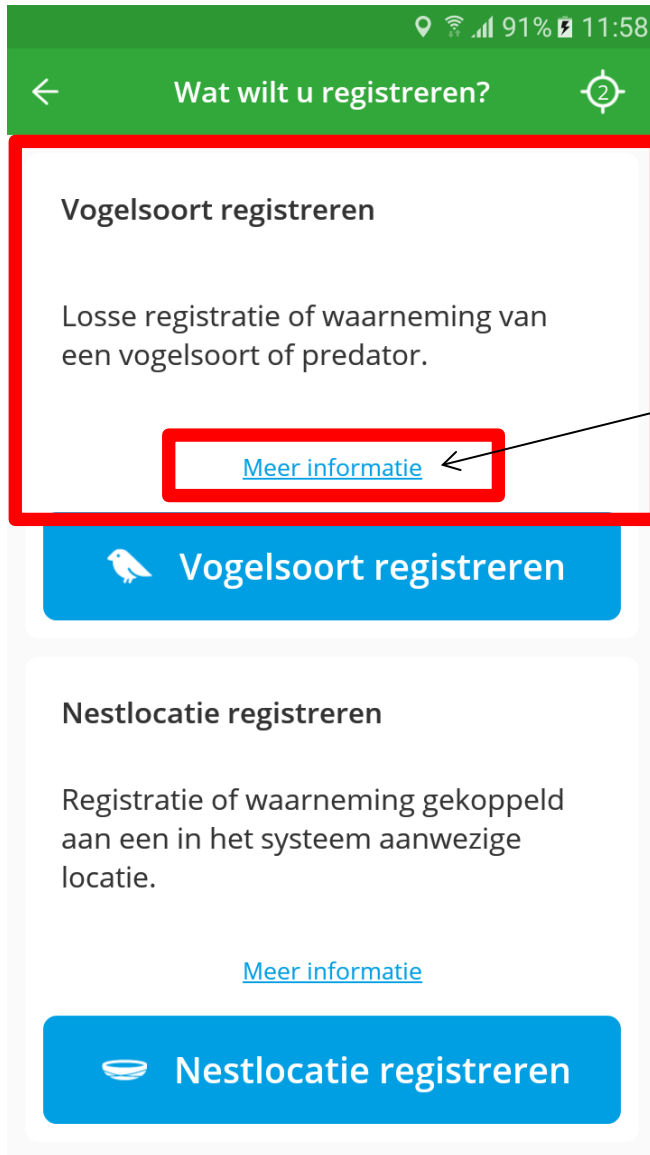 91% 11:58
Wat wilt u registreren?
2
Vogelsoort registreren
Losse registratie of waarneming van
een vogelsoort of predator.
Meer informatie
Vogelsoort registreren
Nestlocatie registreren
Registratie of waarneming gekoppeld
aan een in het systeem aanwezige
locatie.
Meer informatie
Nestlocatie registreren